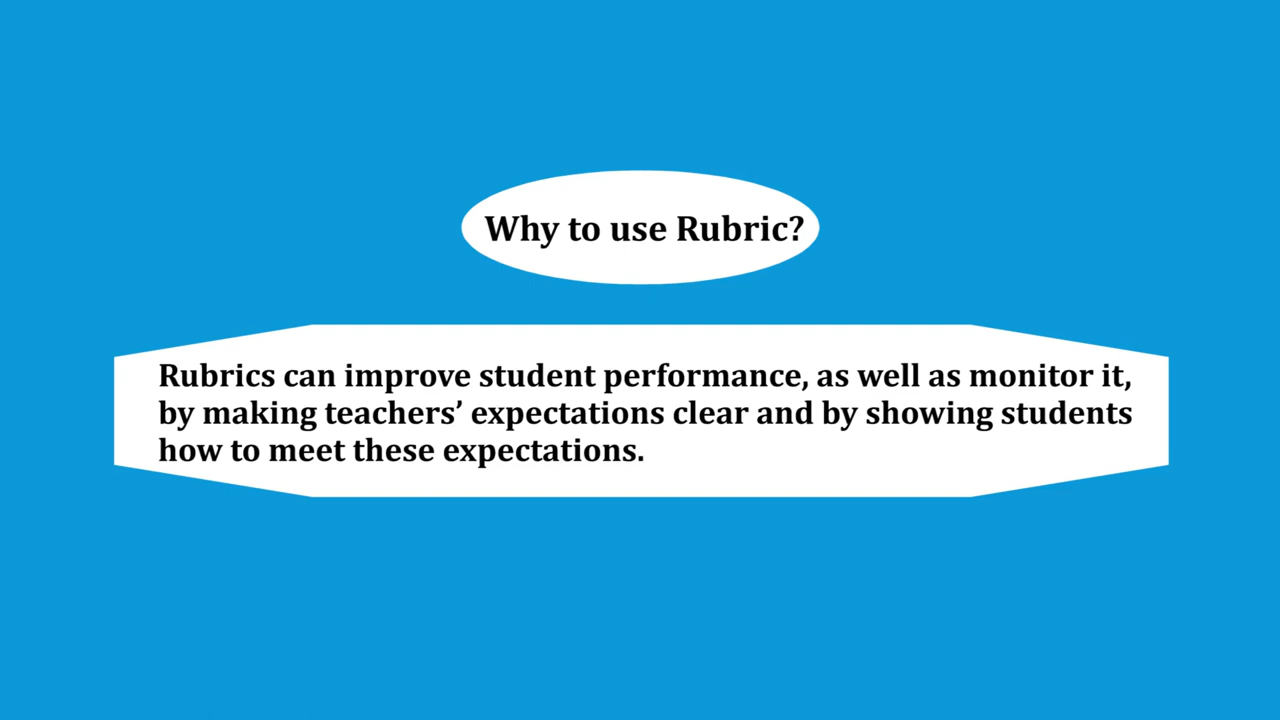 Why to use Rubric?
Rubrics can improve student performance, as well as monitor it,
by making teachers’ expectations clear and by showing students
how to meet these expectations.